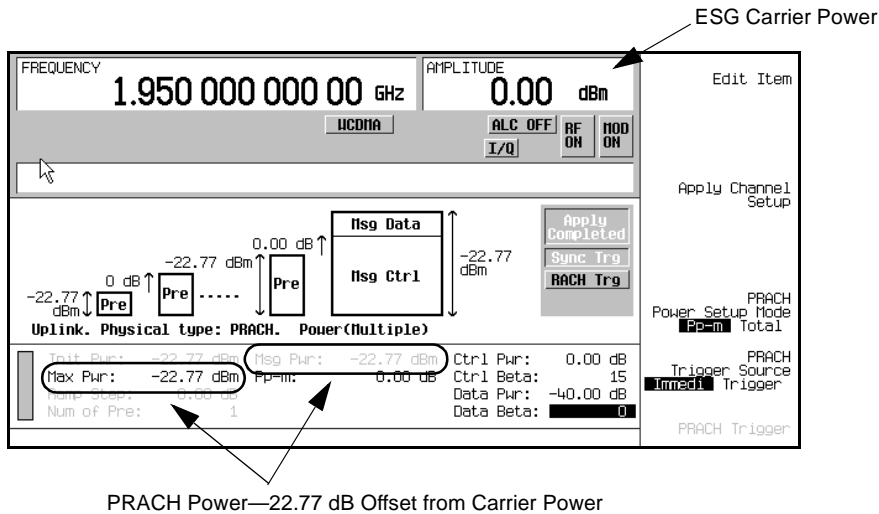 ESG Carrier Power
FREQUENCY
1.950 000 000 00 GHz
AMPLITUDE
0.00 dBm
WCDMA
ALC OFF
I/Q
RF ON
MOD ON
Edit Item
Apply Channel
Setup
PRACH
Power Setup Mode
Pp-m Total
PRACH
Trigger Source
Immedi Trigger
PRACH Trigger
Apply
Completed
Sync Trg
RACH Trg
-22.77
dBm
Pre
0 dB
Pre
-22.77 dBm
Pre
0.00 dB
Msg Data
Msg Ctrl
-22.77
dBm
Uplink. Physical type: PRACH. Power(Multiple)
Init Pwr: -22.77 dBm Msg Pwr: -22.77 dBm Ctrl Pwr: 0.00 dB
Max Pwr: -22.77 dBm Pp-m: 0.00 dB Ctrl Beta: 15
Ramp Step: 0.00 dB Data Pwr: -40.00 dB
Num of Pre: 1 Data Beta: 0
PRACH Power—22.77 dB Offset from Carrier Power